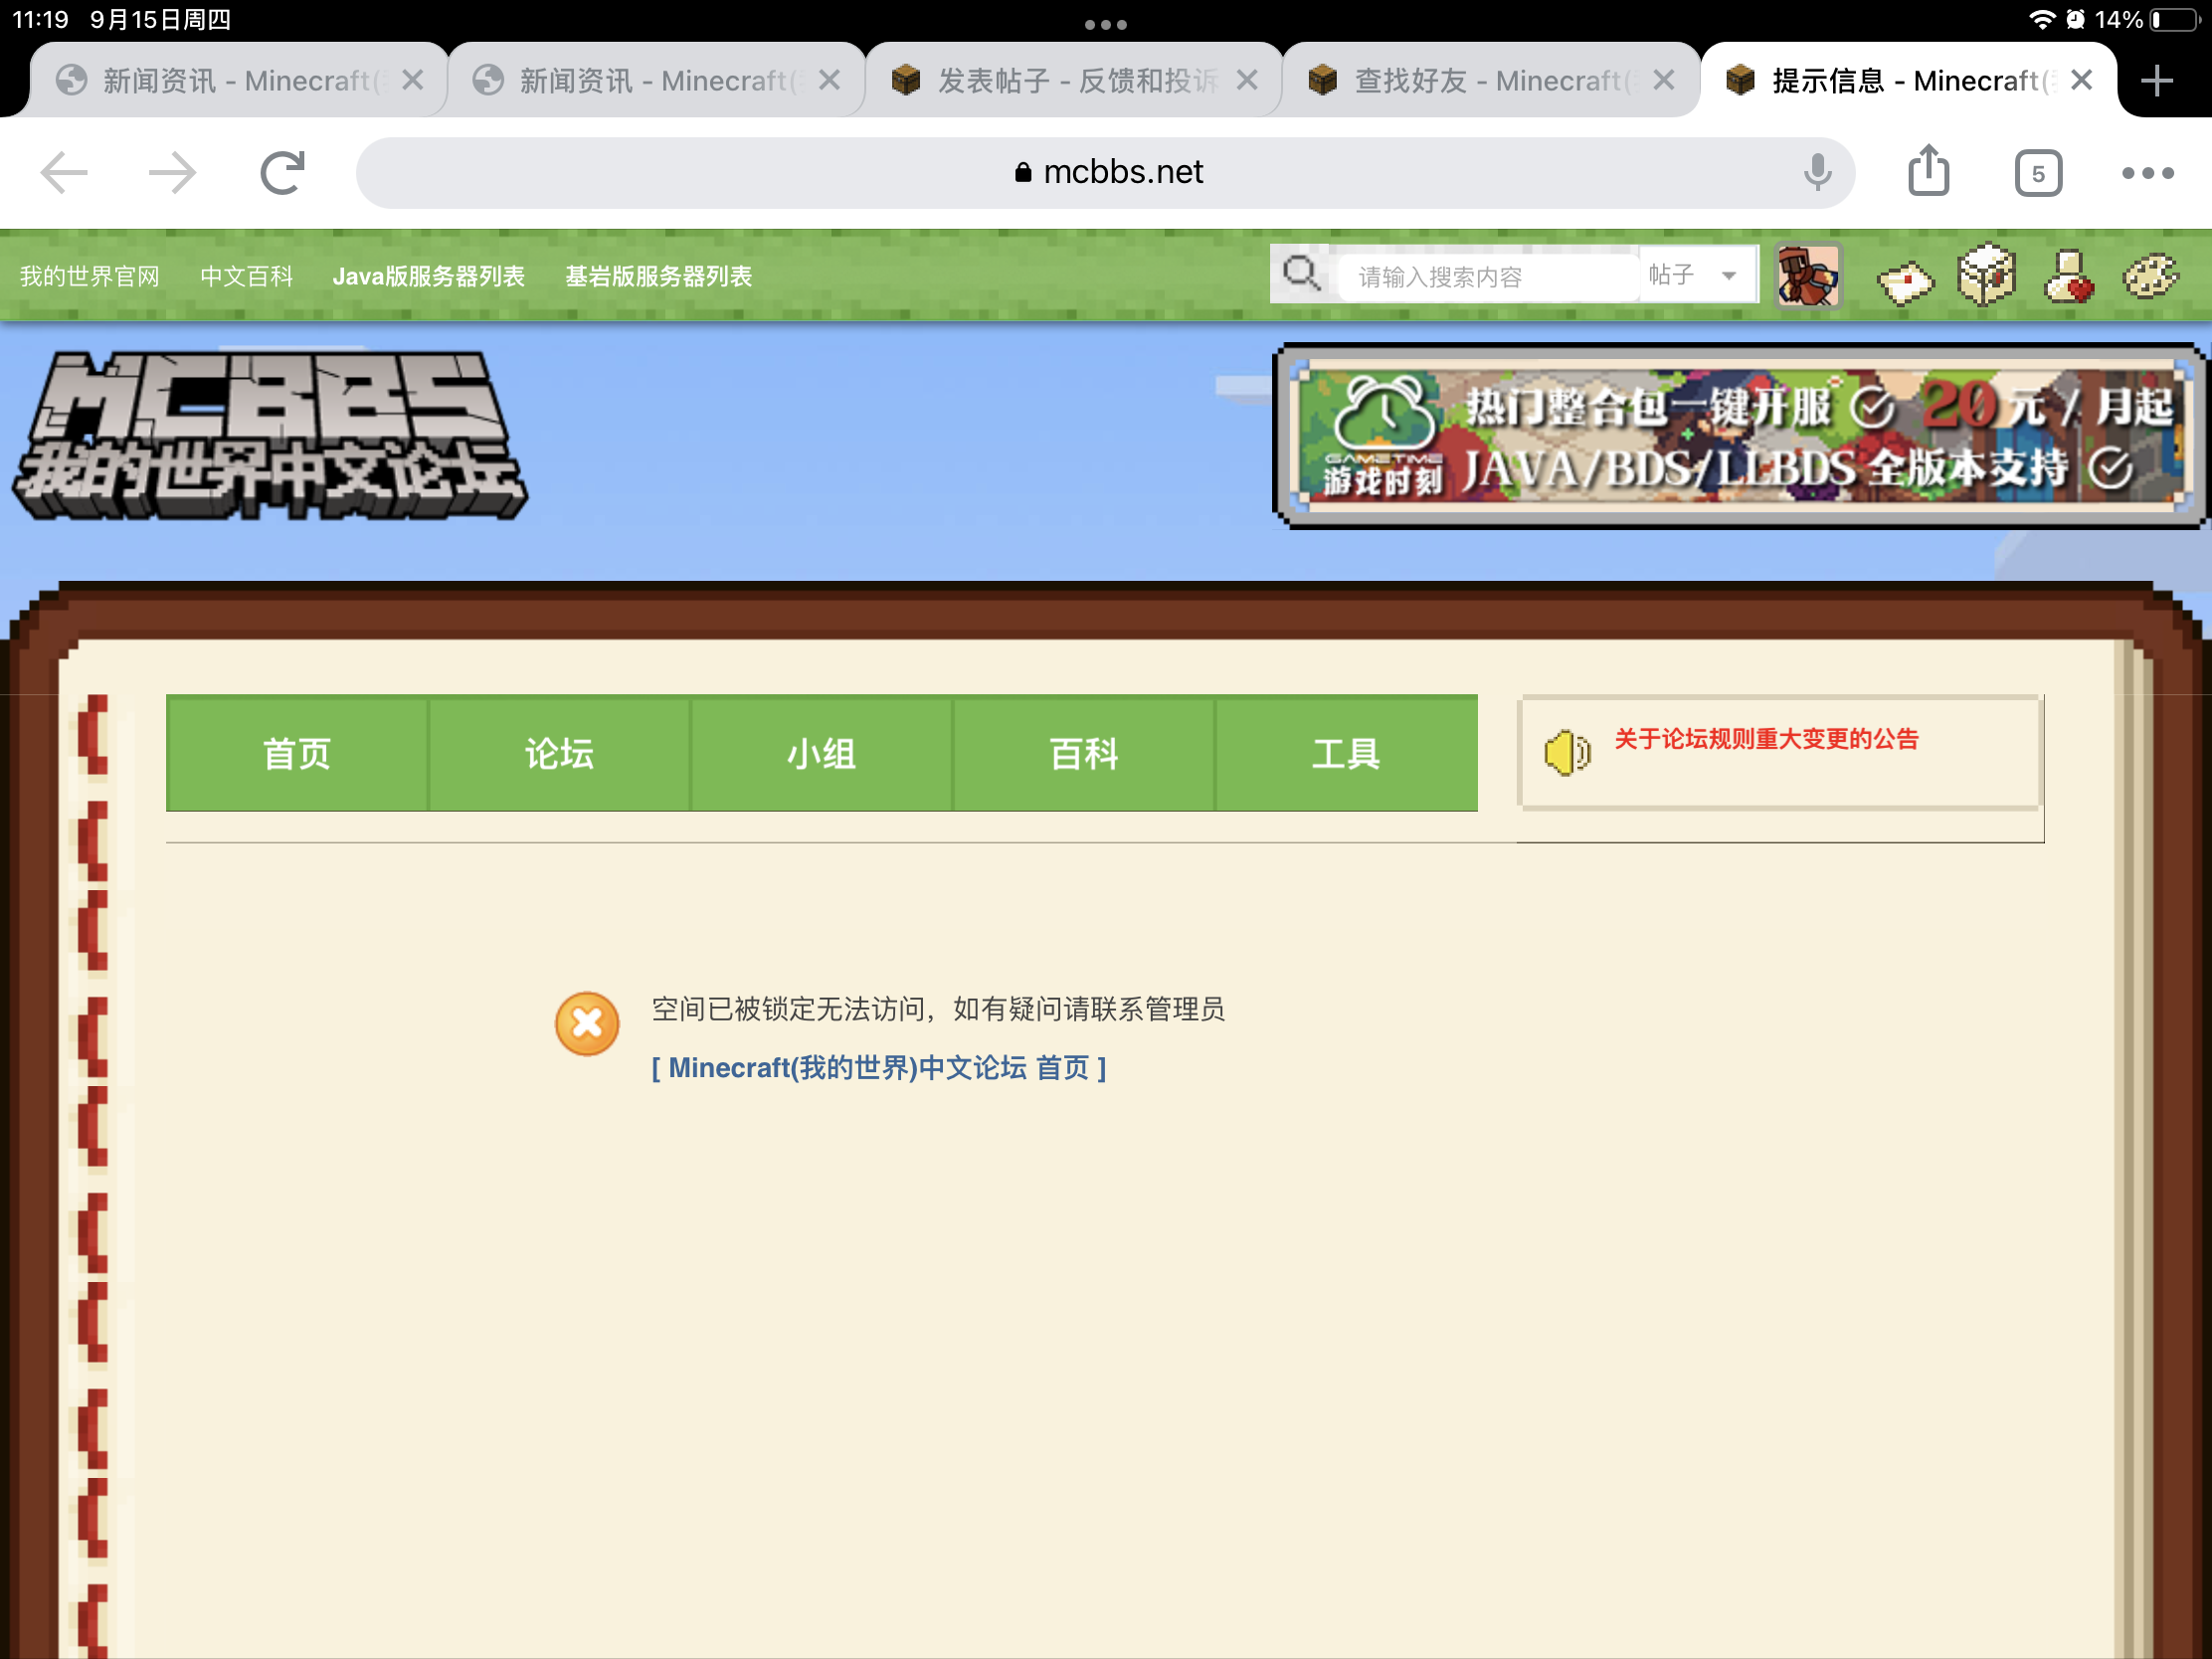 11:19 9月15日周四
14%
新闻资讯 - Minecraft(
新闻资讯 - Minecraft(
发表帖子 - 反馈和投诉
查找好友 - Minecraft(
提示信息 - Minecraft(
mcbbs.net
5
我的世界官网 中文百科 Java版服务器列表 基岩版服务器列表
请输入搜索内容 帖子
MCBBS
我的世界中文论坛
热门整合包一键开服 20元 / 月起
GAMETIME
游戏时刻 JAVA/BDS/LLBDS 全版本支持
首页 论坛 小组 百科 工具
关于论坛规则重大变更的公告
空间已被锁定无法访问，如有疑问请联系管理员
[ Minecraft(我的世界)中文论坛 首页 ]